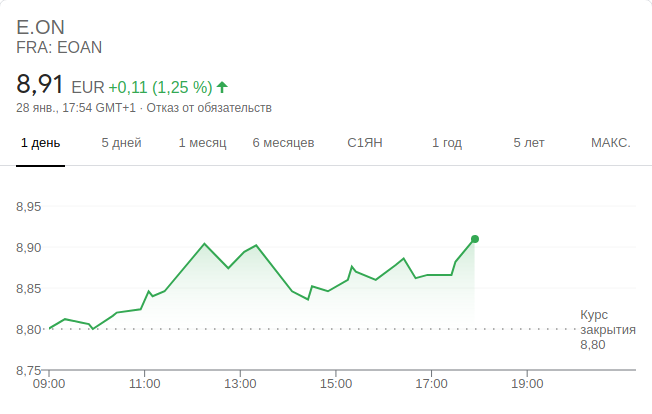 E.ON
FRA: EOAN
8,91 EUR +0,11 (1,25 %)
28 янв., 17:54 GMT+1 · Отказ от обязательств
1 день 5 дней 1 месяц 6 месяцев С1ЯН 1 год 5 лет МАКС.
8,95
8,90
8,85
8,80
Курс
закрытия
8,80
8,75
09:00 11:00 13:00 15:00 17:00 19:00